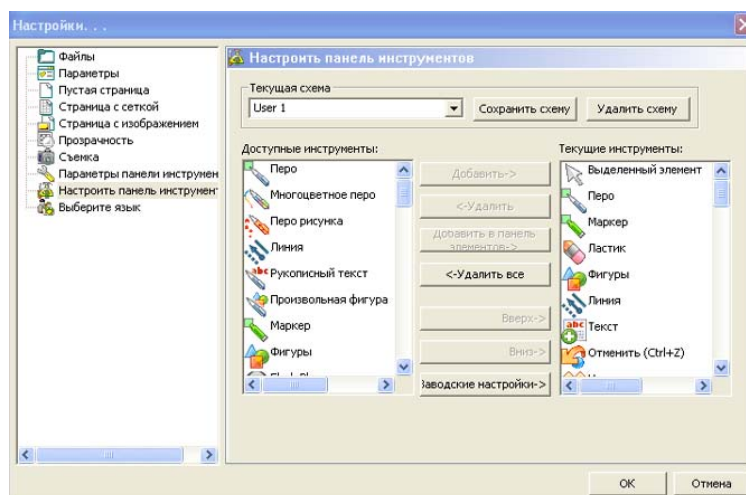 Настройки. . .
Файлы
Параметры
Пустая страница
Страница с сеткой
Страница с изображением
Прозрачность
Съемка
Параметры панели инструмен
Настроить панель инструмент
Выберите язык
Настроить панель инструментов
Текущая схема
User 1
Сохранить схему
Удалить схему
Доступные инструменты:
Перо
Многоцветное перо
Перо рисунка
Линия
Рукописный текст
Произвольная фигура
Маркер
Фигуры
Добавить->
<-Удалить
Добавить в панель
элементов->
<-Удалить все
Вверх->
Вниз->
Заводские настройки->
Текущие инструменты:
Выделенный элемент
Перо
Маркер
Ластик
Фигуры
Линия
Текст
Отменить (Ctrl+Z)
OK
Отмена